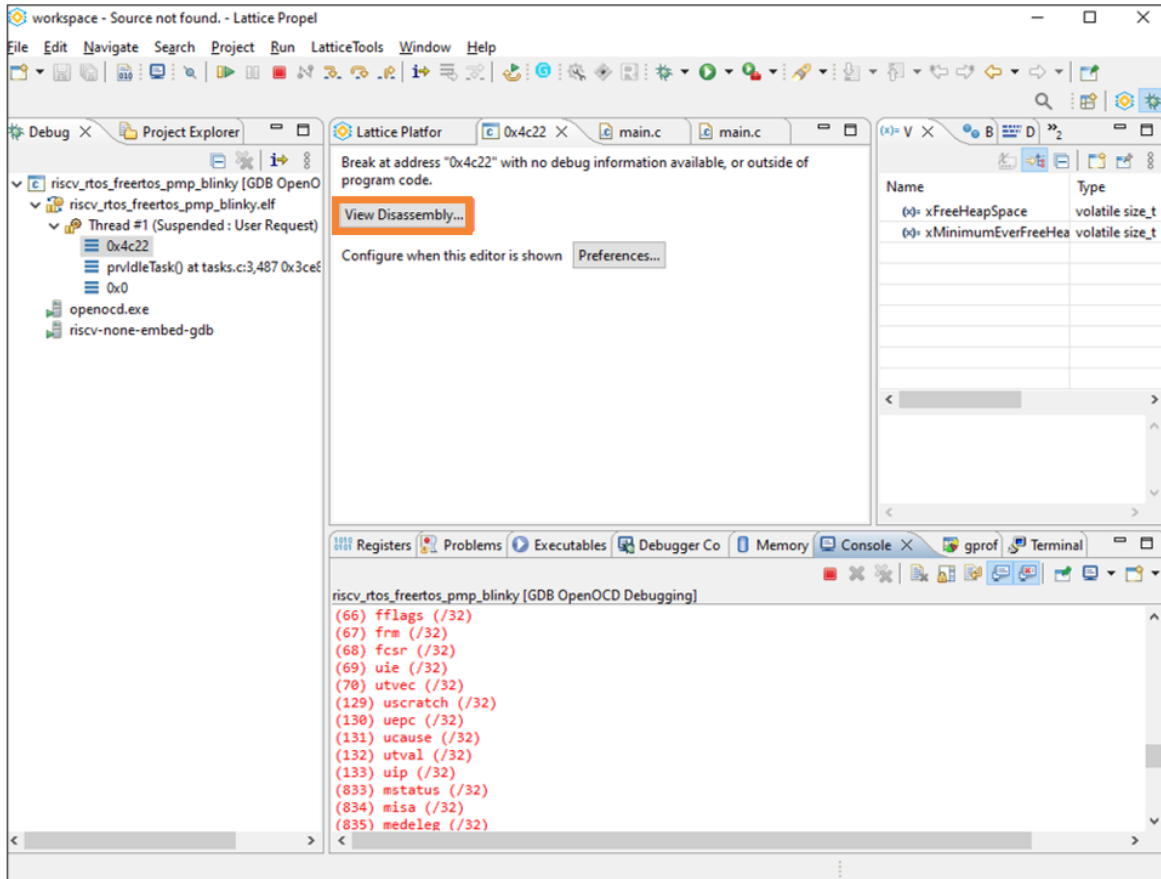 workspace - Source not found. - Lattice Propel
File Edit Navigate Search Project Run LatticeTools Window Help
Debug Project Explorer
riscv_rtos_freertos_pmp_blinky [GDB OpenO
riscv_rtos_freertos_pmp_blinky.elf
Thread #1 (Suspended : User Request)
0x4c22
prvIdleTask() at tasks.c:3,487 0x3ce8
0x0
openocd.exe
riscv-none-embed-gdb
Lattice Platfor 0x4c22 main.c main.c
Break at address "0x4c22" with no debug information available, or outside of
program code.
View Disassembly...
Configure when this editor is shown Preferences...
(x)= V B D »2
Name Type
(x)= xFreeHeapSpace volatile size_t
(x)= xMinimumEverFreeHea volatile size_t
Registers Problems Executables Debugger Co Memory Console gprof Terminal
riscv_rtos_freertos_pmp_blinky [GDB OpenOCD Debugging]
(66) fflags (/32)
(67) frm (/32)
(68) fcsr (/32)
(69) uie (/32)
(70) utvec (/32)
(129) uscratch (/32)
(130) uepc (/32)
(131) ucause (/32)
(132) utval (/32)
(133) uip (/32)
(833) mstatus (/32)
(834) misa (/32)
(835) medeleg (/32)